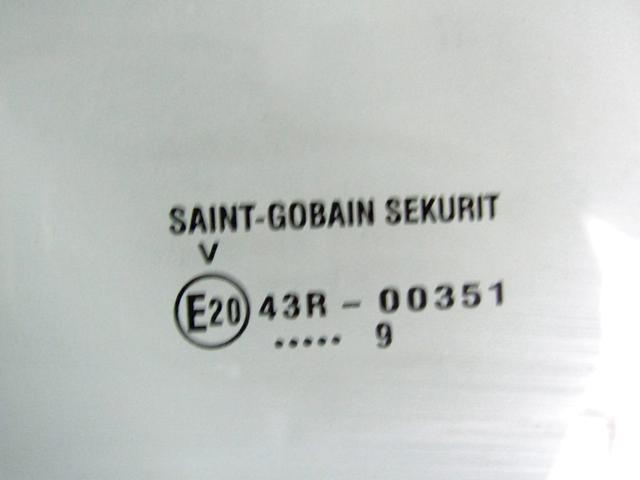 SAINT-GOBAIN SEKURIT
V
E20 43R - 00351
..... 9